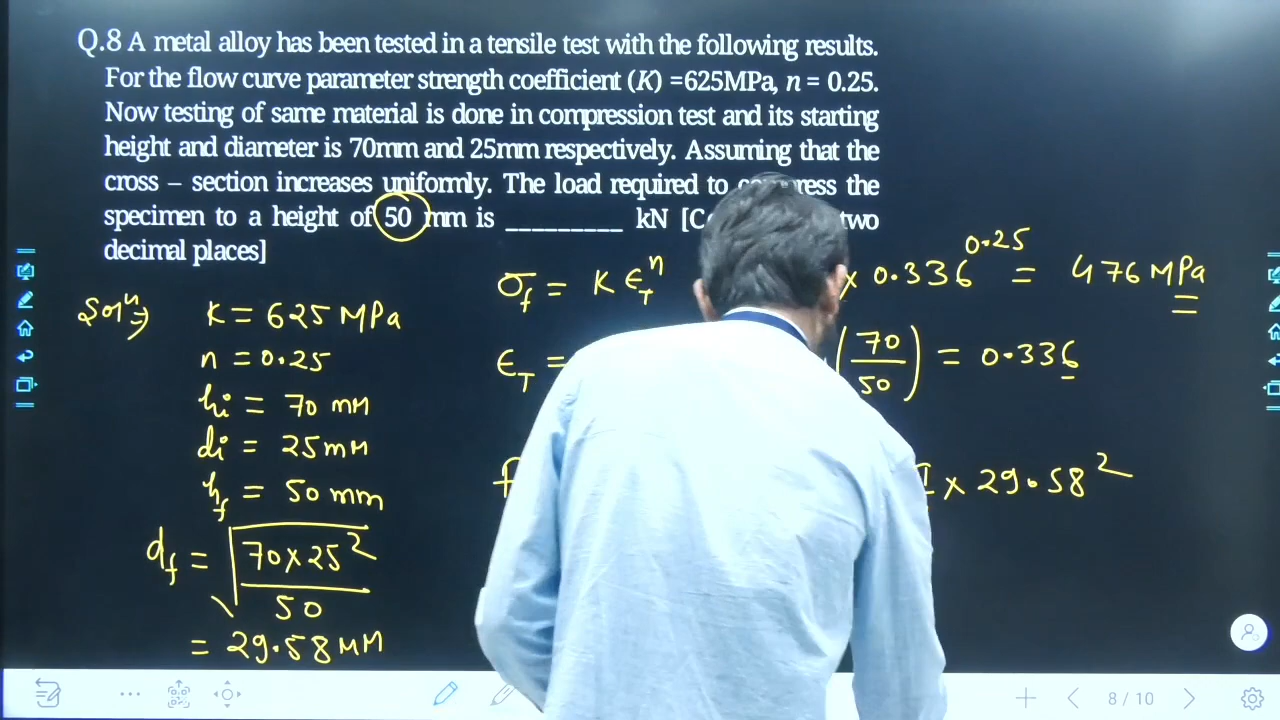 Q.8 A metal alloy has been tested in a tensile test with the following results.
For the flow curve parameter strength coefficient (K) =625MPa, n = 0.25.
Now testing of same material is done in compression test and its starting
height and diameter is 70mm and 25mm respectively. Assuming that the
cross – section increases uniformly. The load required to the
specimen to a height of 50 mm is _________ kN [ two
decimal places]
σf = K ϵT^n × 0.336^0.25 = 476 MPa
Solⁿ⇒ K = 625 MPa
n = 0.25
ϵT = (70/50) = 0.336
hi = 70 mm
di = 25 mm
hf = 50 mm
× 29.58²
df = √(70×25²/50)
= 29.58 mm
8 / 10